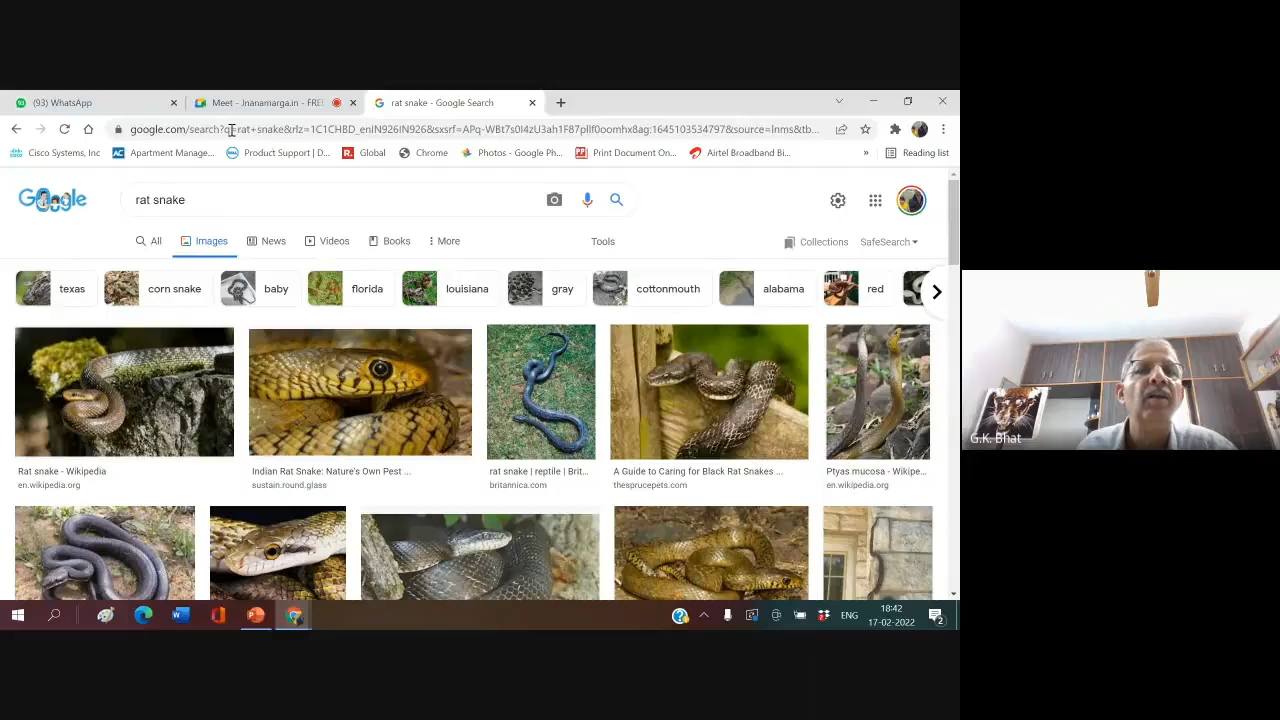 (93) WhatsApp
Meet - Jnanamarga.in - FREE
rat snake - Google Search
google.com/search?q=rat+snake&rlz=1C1CHBD_enIN926IN926&sxsrf=APq-WBt7s0I4zU3ah1F87pllf0oomhx8ag:1645103534797&source=lnms&tb...
Cisco Systems, Inc
Apartment Manage...
Product Support | D...
Global
Chrome
Photos - Google Ph...
Print Document On...
Airtel Broadband Bi...
»
Reading list
Google
rat snake
All
Images
News
Videos
Books
More
Tools
Collections
SafeSearch
texas
corn snake
baby
florida
louisiana
gray
cottonmouth
alabama
red
Rat snake - Wikipedia
en.wikipedia.org
Indian Rat Snake: Nature's Own Pest ...
sustain.round.glass
rat snake | reptile | Brit...
britannica.com
A Guide to Caring for Black Rat Snakes ...
thesprucepets.com
Ptyas mucosa - Wikipe...
en.wikipedia.org
ENG
18:42
17-02-2022
2
G.K. Bhat